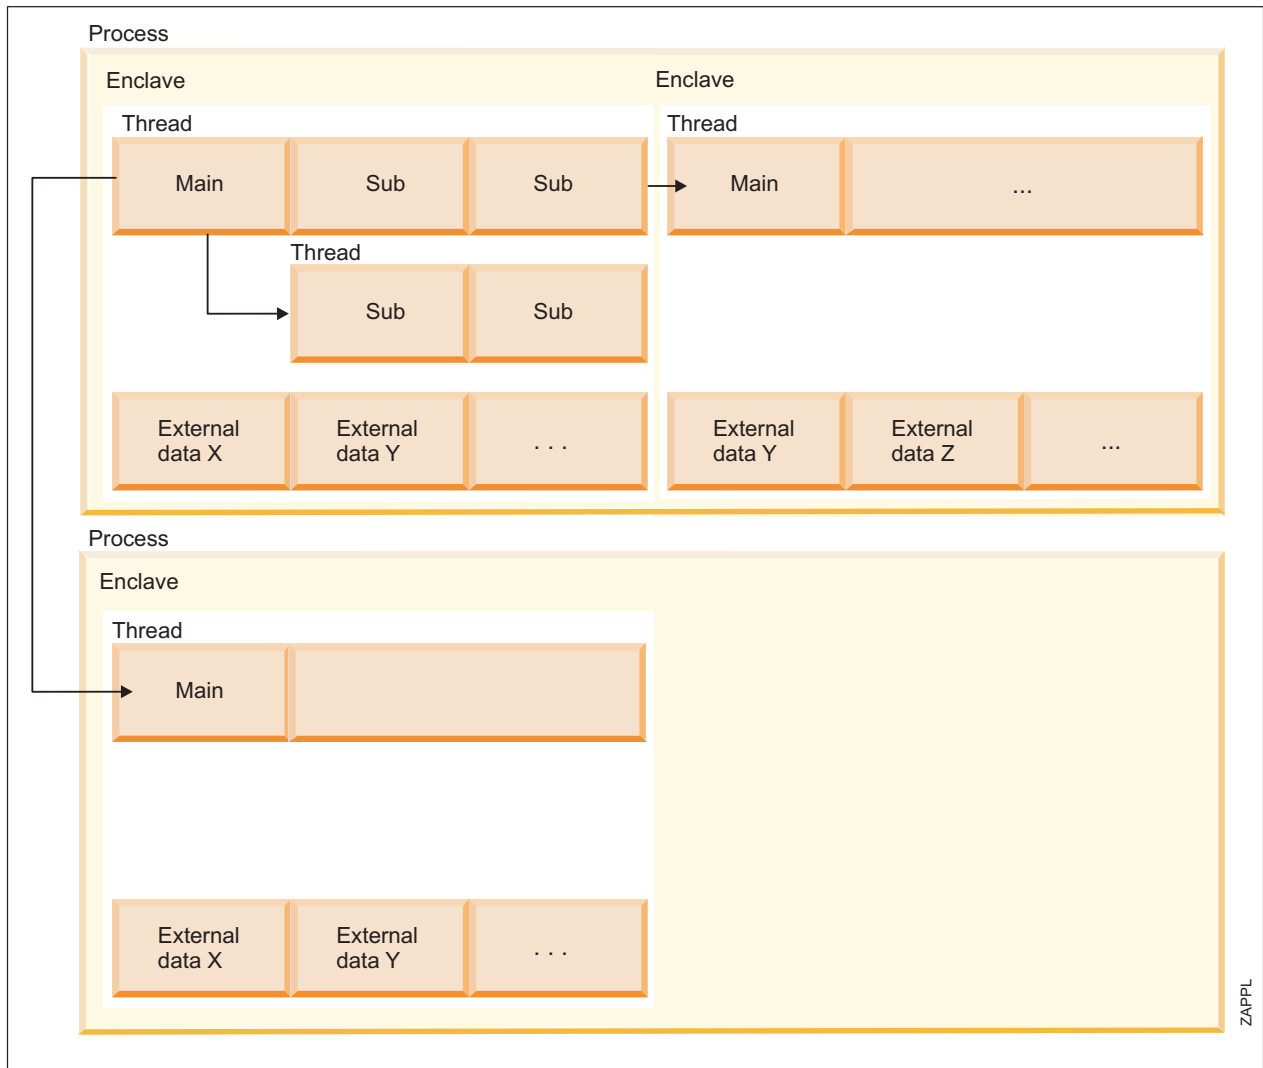 Process
Enclave
Enclave
Thread
Thread
Main
Sub
Sub
Main
...
Thread
Sub
Sub
External
data X
External
data Y
. . .
External
data Y
External
data Z
...
Process
Enclave
Thread
Main
External
data X
External
data Y
. . .
ZAPPL